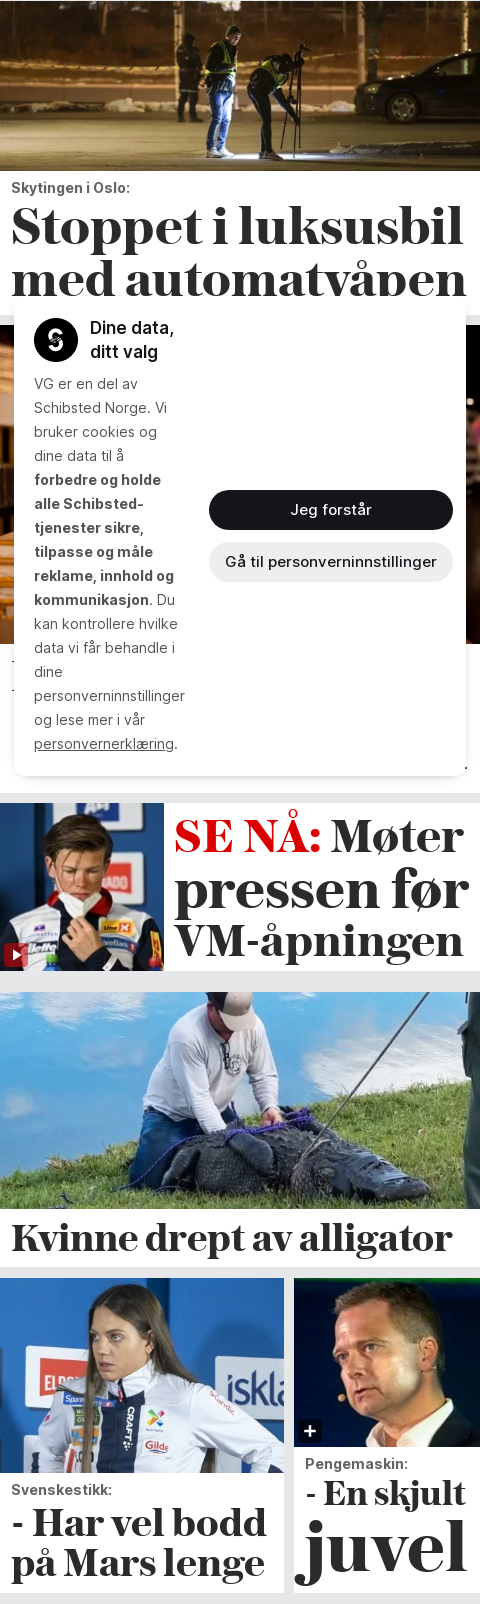 Skytingen i Oslo:
Stoppet i luksusbil
med automatvåpen
Dine data,
ditt valg
VG er en del av
Schibsted Norge. Vi
bruker cookies og
dine data til å
forbedre og holde
alle Schibsted-
tjenester sikre,
tilpasse og måle
reklame, innhold og
kommunikasjon. Du
kan kontrollere hvilke
data vi får behandle i
dine
personverninnstillinger
og lese mer i vår
personvernerklæring.
Jeg forstår
Gå til personverninnstillinger
SE NÅ: Møter
pressen før
VM-åpningen
Kvinne drept av alligator
CRAFT
Gilde
iskla
Svenskestikk:
- Har vel bodd
på Mars lenge
Pengemaskin:
- En skjult
juvel